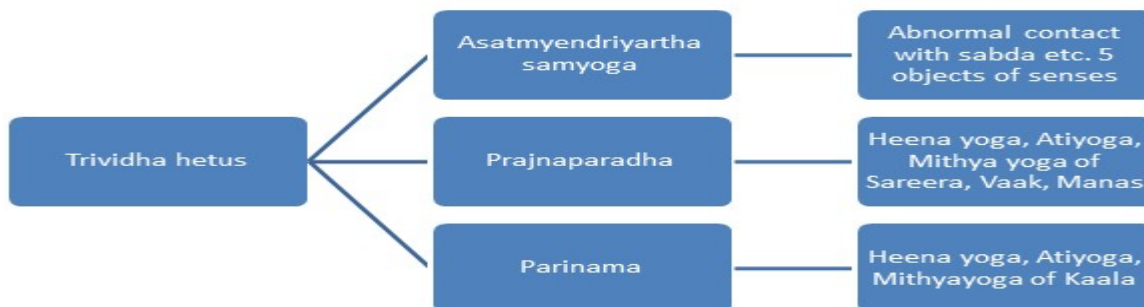 Trividha hetus
Asatmyendriyartha
samyoga
Abnormal contact
with sabda etc. 5
objects of senses
Prajnaparadha
Heena yoga, Atiyoga,
Mithya yoga of
Sareera, Vaak, Manas
Parinama
Heena yoga, Atiyoga,
Mithyayoga of Kaala